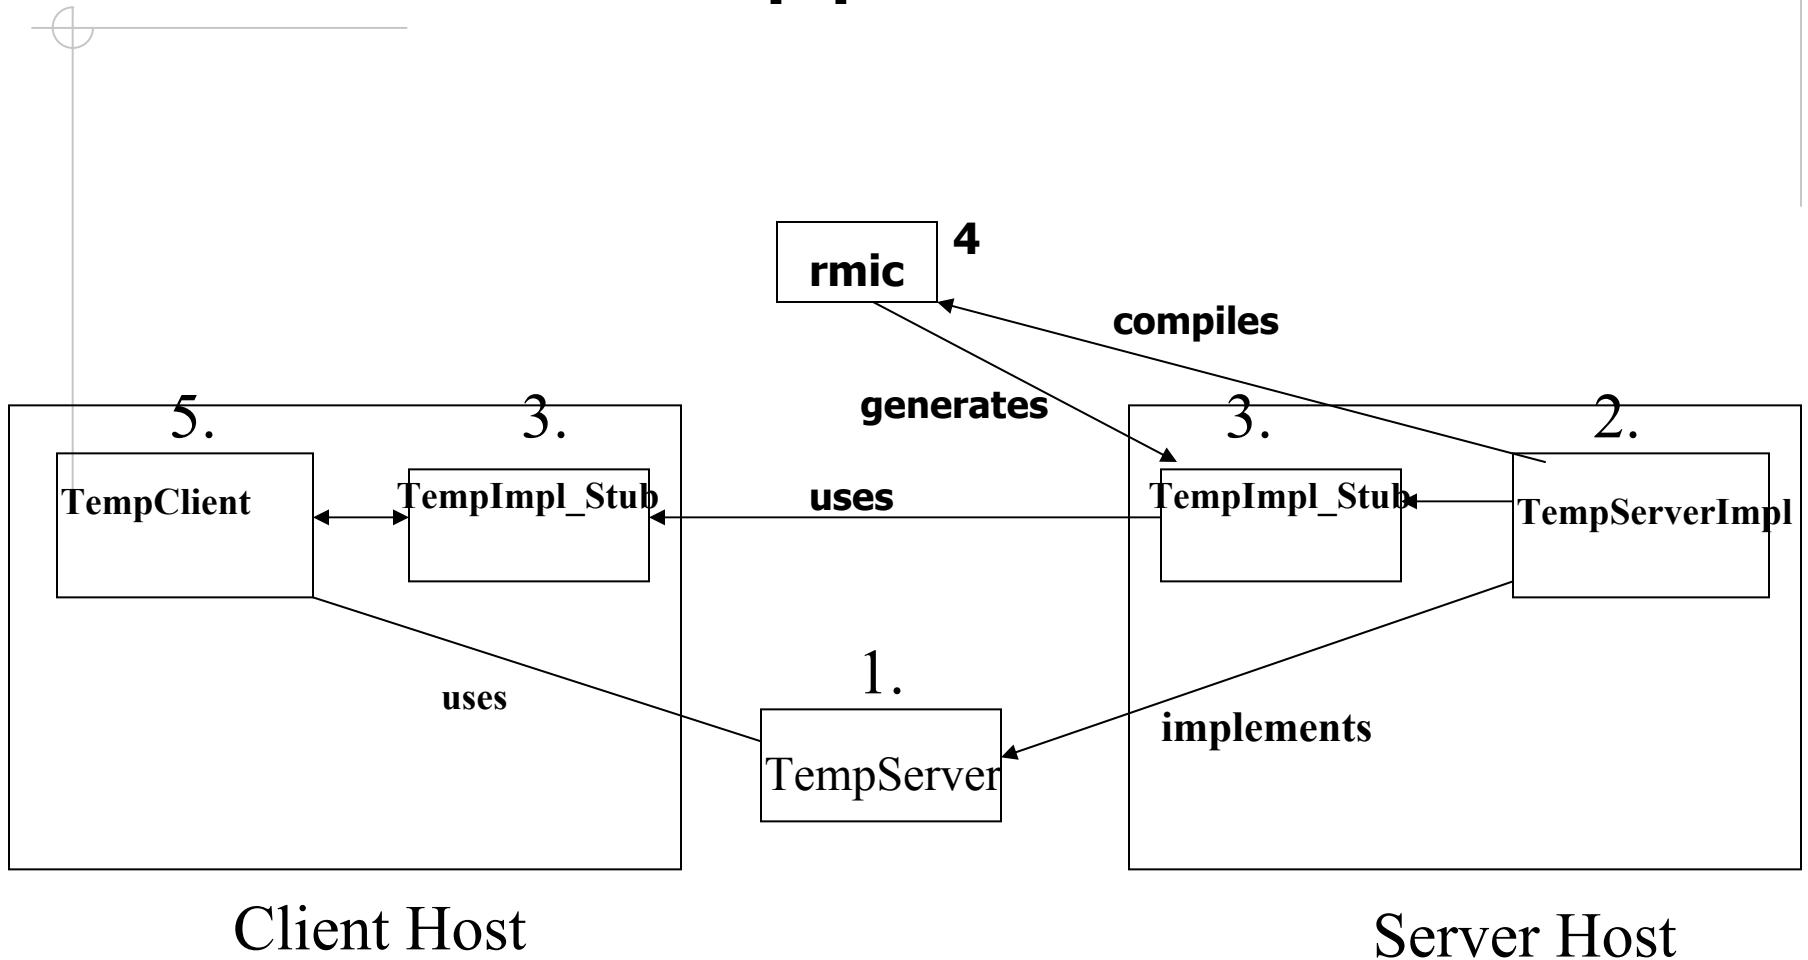 4
rmic
compiles
generates
5.
3.
3.
2.
TempClient
TempImpl_Stub
uses
TempImpl_Stub
TempServerImpl
1.
uses
implements
TempServer
Client Host
Server Host